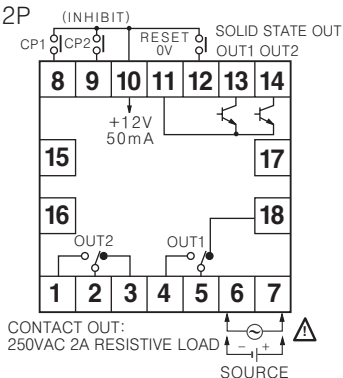 2P
(INHIBIT)
CP1 CP2
RESET
0V
SOLID STATE OUT
OUT1 OUT2
8 9 10 11 12 13 14
+12V
50mA
15 17
16 18
OUT2 OUT1
1 2 3 4 5 6 7
CONTACT OUT:
250VAC 2A RESISTIVE LOAD
- +
SOURCE